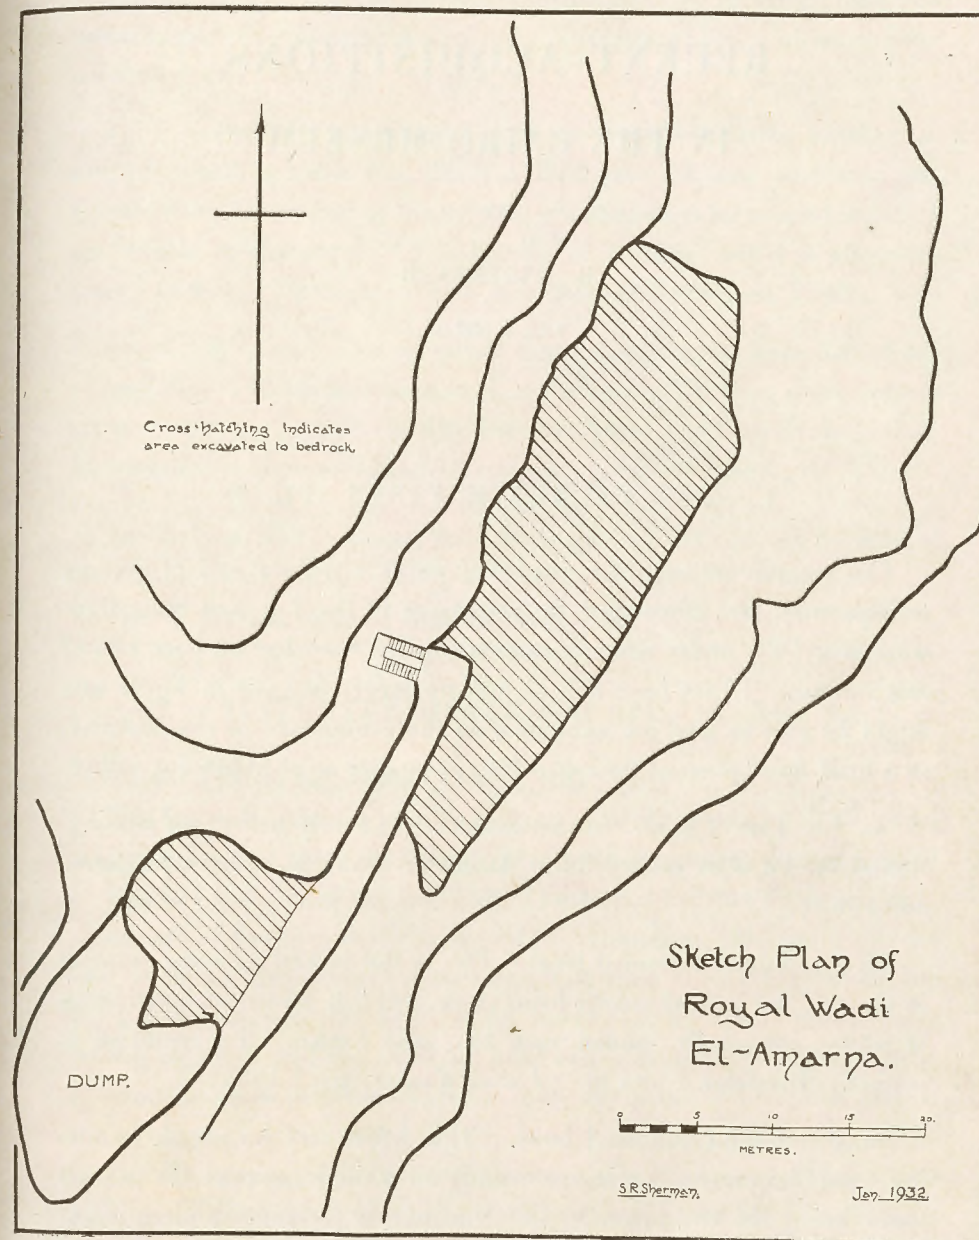 Cross-hatching indicates
area excavated to bedrock.
DUMP.
Sketch Plan of
Royal Wadi
El-Amarna.
0 5 10 15 20.
METRES.
S.R.Sherman.
Jan 1932.